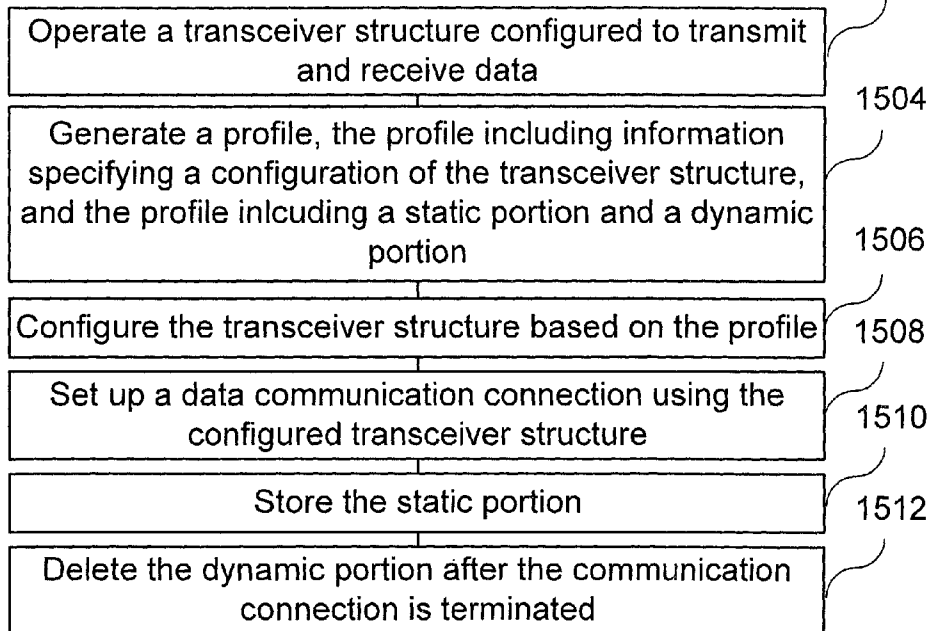 Operate a transceiver structure configured to transmit
and receive data
1504
Generate a profile, the profile including information
specifying a configuration of the transceiver structure,
and the profile inlcuding a static portion and a dynamic
portion
1506
Configure the transceiver structure based on the profile
1508
Set up a data communication connection using the
configured transceiver structure
1510
Store the static portion
1512
Delete the dynamic portion after the communication
connection is terminated